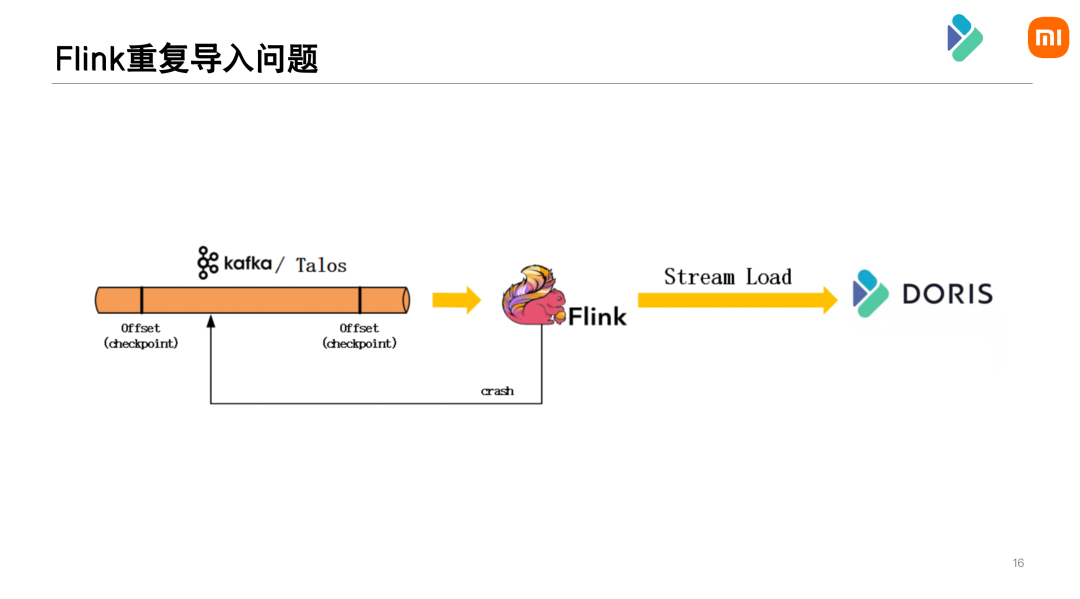 Flink重复导入问题
mi
kafka / Talos
Offset
(checkpoint)
Offset
(checkpoint)
crash
Flink
Stream Load
DORIS
16